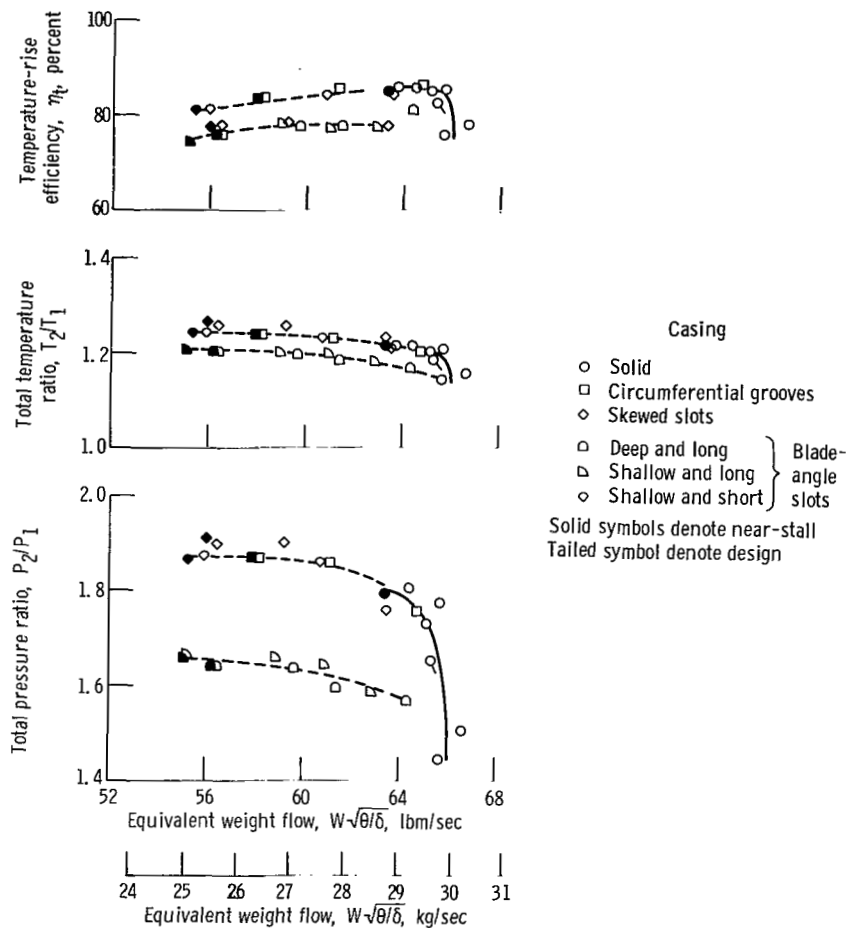 Temperature-rise
efficiency, ηt, percent
100
80
60
Total temperature
ratio, T2/T1
1.4
1.2
1.0
Total pressure ratio, P2/P1
2.0
1.8
1.6
1.4
52 56 60 64 68
Equivalent weight flow, W√θ/δ, lbm/sec
24 25 26 27 28 29 30 31
Equivalent weight flow, W√θ/δ, kg/sec
Casing
Solid
Circumferential grooves
Skewed slots
Deep and long
Shallow and long
Shallow and short
Blade-
angle
slots
Solid symbols denote near-stall
Tailed symbol denote design